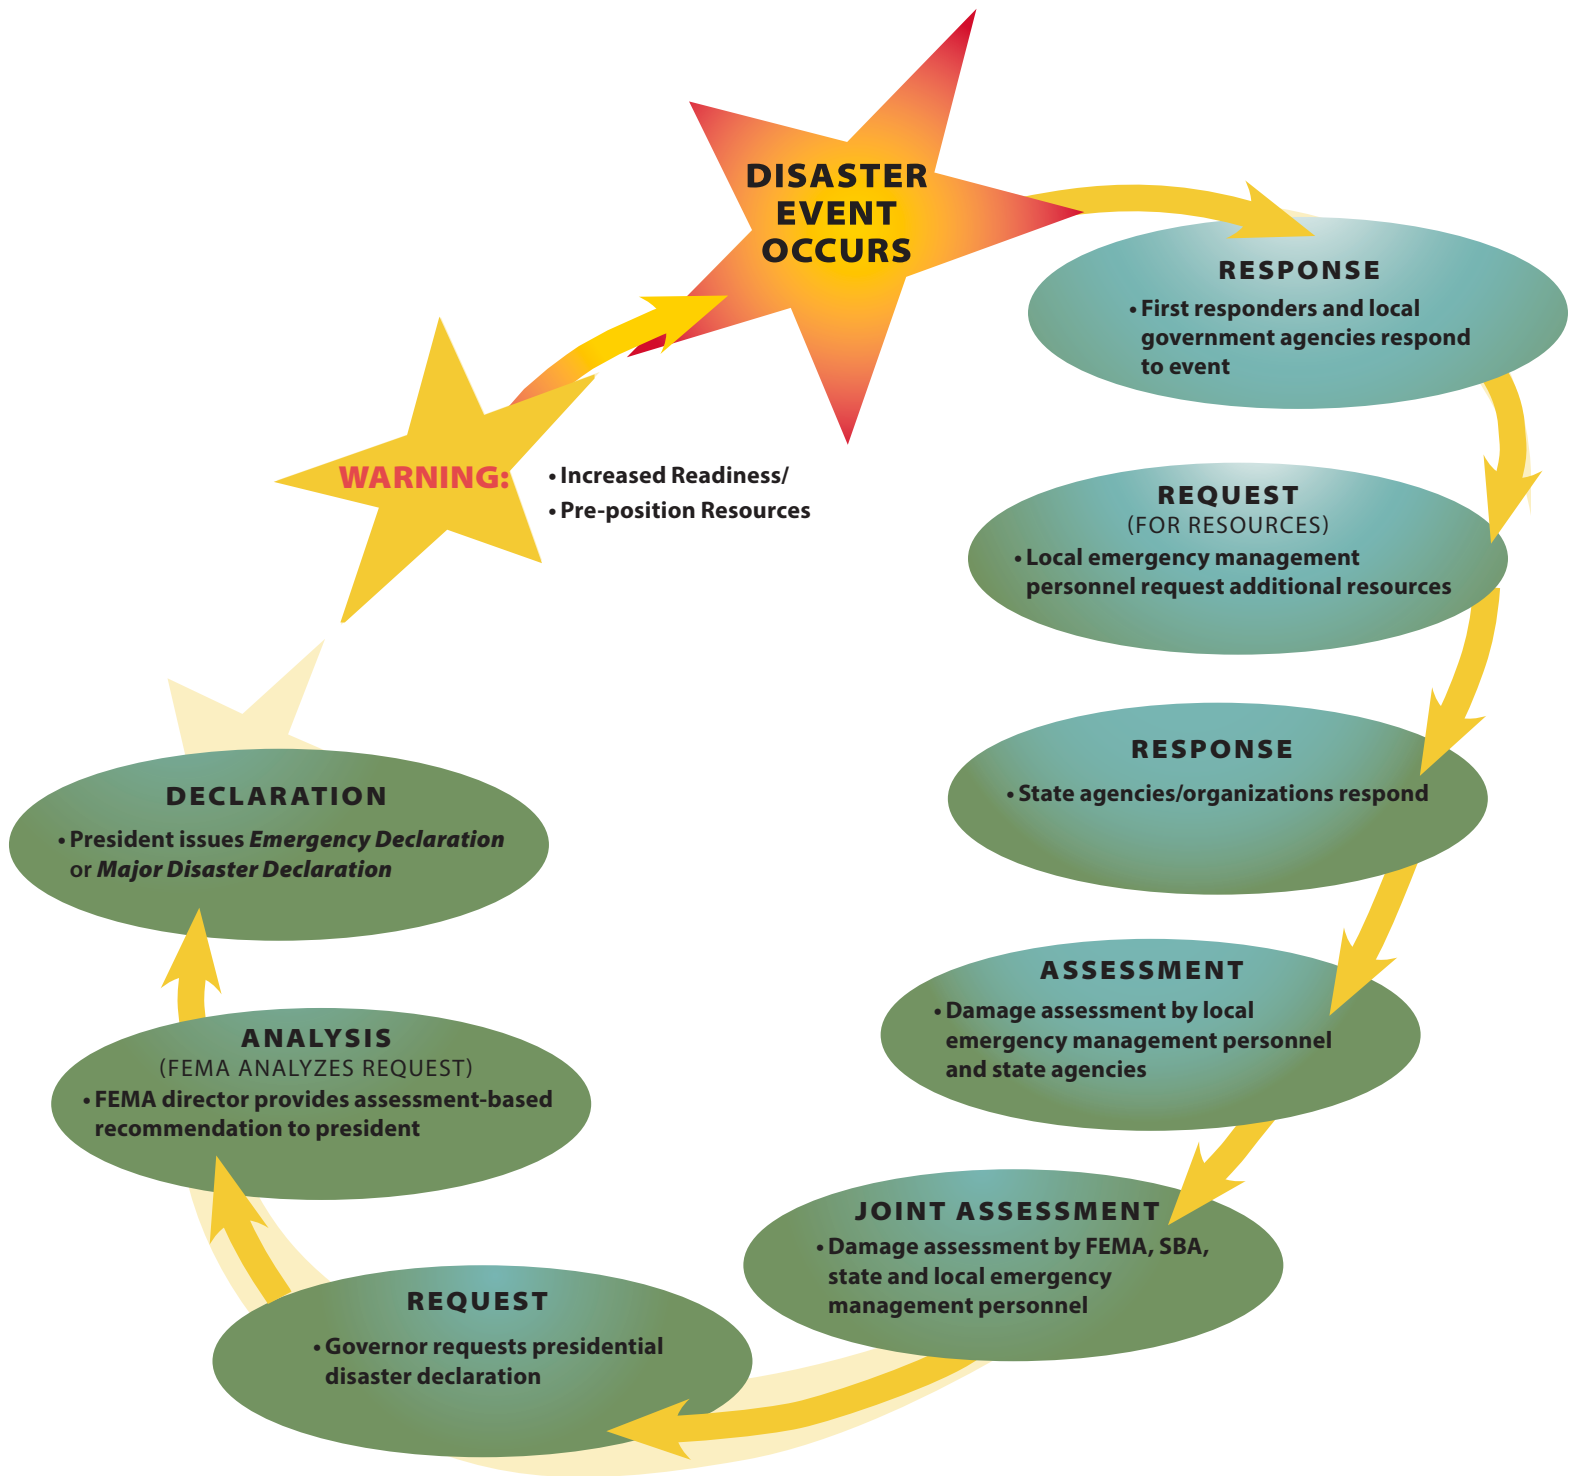 DISASTER
EVENT
OCCURS
RESPONSE
• First responders and local
government agencies respond
to event
WARNING:
• Increased Readiness/
• Pre-position Resources
REQUEST
(FOR RESOURCES)
• Local emergency management
personnel request additional resources
RESPONSE
• State agencies/organizations respond
ASSESSMENT
• Damage assessment by local
emergency management personnel
and state agencies
JOINT ASSESSMENT
• Damage assessment by FEMA, SBA,
state and local emergency
management personnel
REQUEST
• Governor requests presidential
disaster declaration
ANALYSIS
(FEMA ANALYZES REQUEST)
• FEMA director provides assessment-based
recommendation to president
DECLARATION
• President issues Emergency Declaration
or Major Disaster Declaration